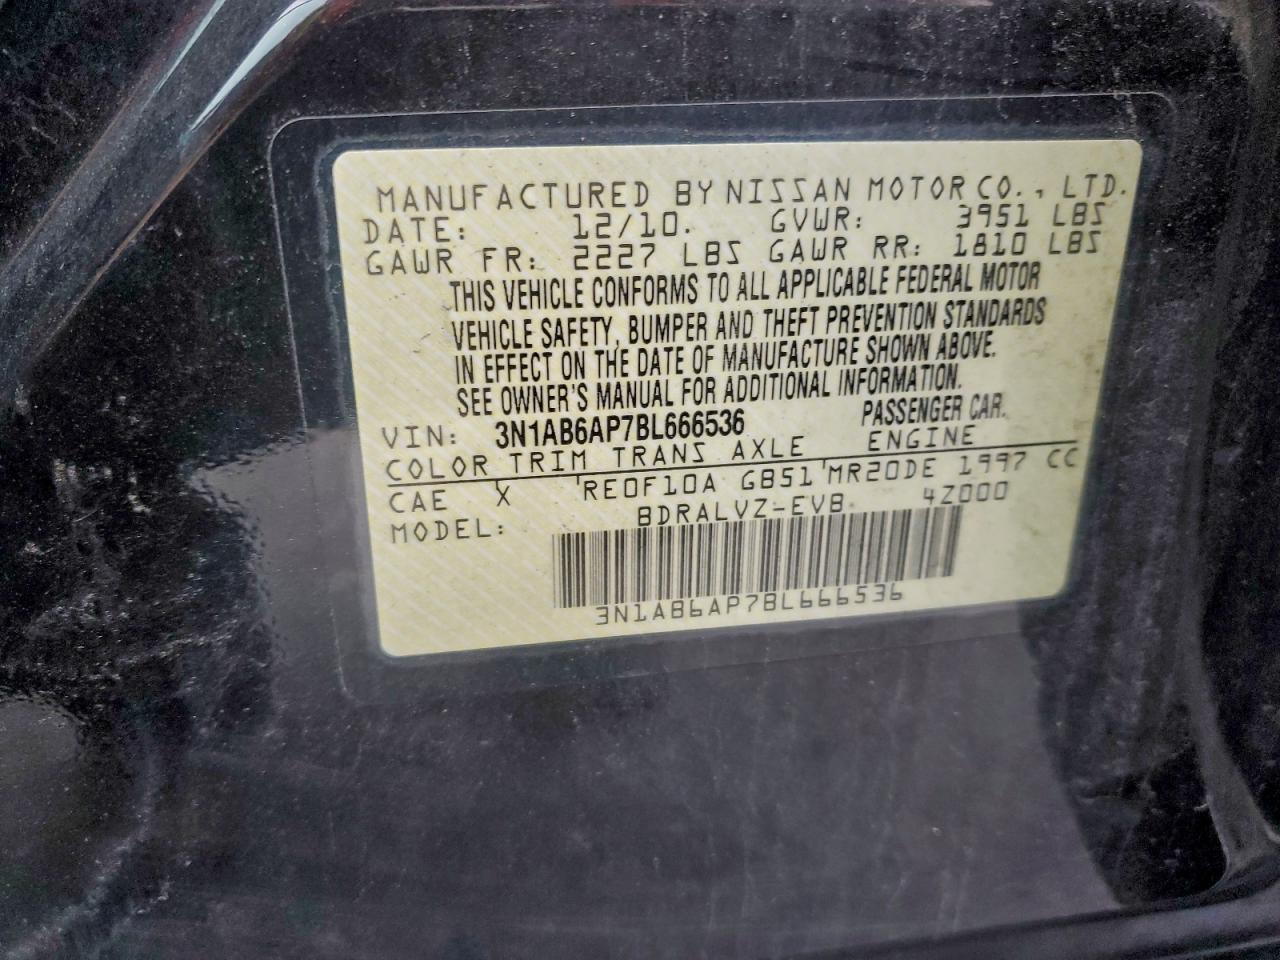 MANUFACTURED BY NISSAN MOTOR CO., LTD.
DATE: 12/10. GVWR: 3951 LBS
GAWR FR: 2227 LBS GAWR RR: 1810 LBS
THIS VEHICLE CONFORMS TO ALL APPLICABLE FEDERAL MOTOR
VEHICLE SAFETY, BUMPER AND THEFT PREVENTION STANDARDS
IN EFFECT ON THE DATE OF MANUFACTURE SHOWN ABOVE.
SEE OWNER'S MANUAL FOR ADDITIONAL INFORMATION.
VIN: 3N1AB6AP7BL666536 PASSENGER CAR.
COLOR TRIM TRANS AXLE ENGINE
CAE X RE0F10A GB51 MR20DE 1997 CC
MODEL: BDRALVZ-EVB 4Z000
3N1AB6AP7BL666536